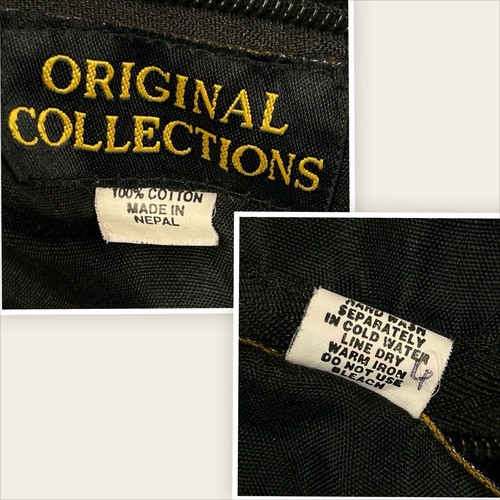 ORIGINAL
COLLECTIONS
100% COTTON
MADE IN
NEPAL
HAND WASH
SEPARATELY
IN COLD WATER
LINE DRY
WARM IRON
DO NOT USE
BLEACH
4